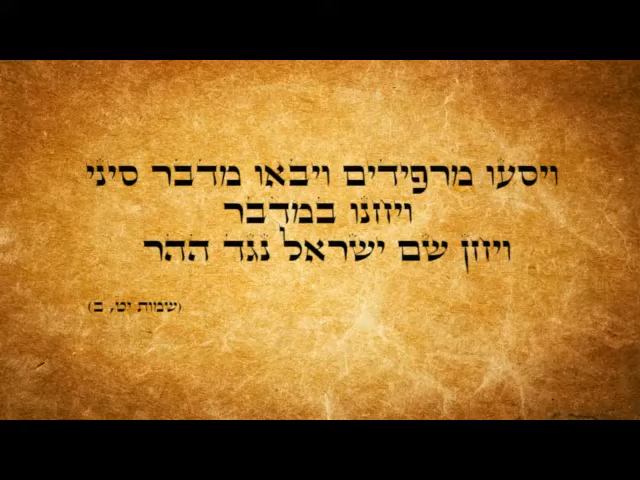 ויסעו מרפידים ויבאו מדבר סיני
ויחנו במדבר
ויחן שם ישראל נגד ההר
(שמות יט, ב)